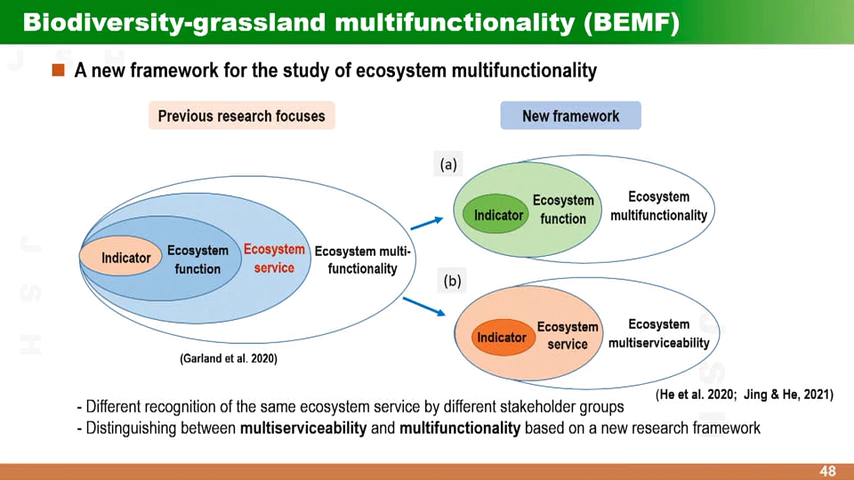 Biodiversity-grassland multifunctionality (BEMF)
A new framework for the study of ecosystem multifunctionality
Previous research focuses
New framework
Indicator
Ecosystem
function
Ecosystem
service
Ecosystem multi-
functionality
(Garland et al. 2020)
(a)
Indicator
Ecosystem
function
Ecosystem
multifunctionality
(b)
Indicator
Ecosystem
service
Ecosystem
multiserviceability
(He et al. 2020; Jing & He, 2021)
- Different recognition of the same ecosystem service by different stakeholder groups
- Distinguishing between multiserviceability and multifunctionality based on a new research framework
48